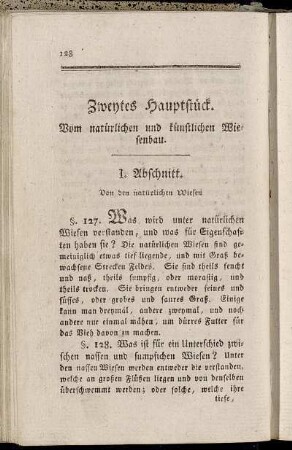 128
Zweytes Hauptstück.
Vom natürlichen und künstlichen Wie-
senbau.
I. Abschnitt.
Von den natürlichen Wiesen
§. 127. Was wird unter natürlichen
Wiesen verstanden, und was für Eigenschaf-
ten haben sie? Die natürlichen Wiesen sind ge-
meiniglich etwas tief liegende, und mit Graß be-
wachsene Strecken Feldes. Sie sind theils feucht
und naß, theils sumpfig, oder morastig, und
theils trocken. Sie bringen entweder feines und
süsses, oder grobes und saures Graß. Einige
kann man dreymal, andere zweymal, und noch
andere nur einmal mähen, um dürres Futter für
das Vieh davon zu machen.
§. 128. Was ist für ein Unterschied zwi-
schen nassen und sumpfichten Wiesen? Unter
den nassen Wiesen werden entweder die verstanden,
welche an großen Flüßen liegen und von denselben
überschwemmt werden; oder solche, welche ihre
tiefe,